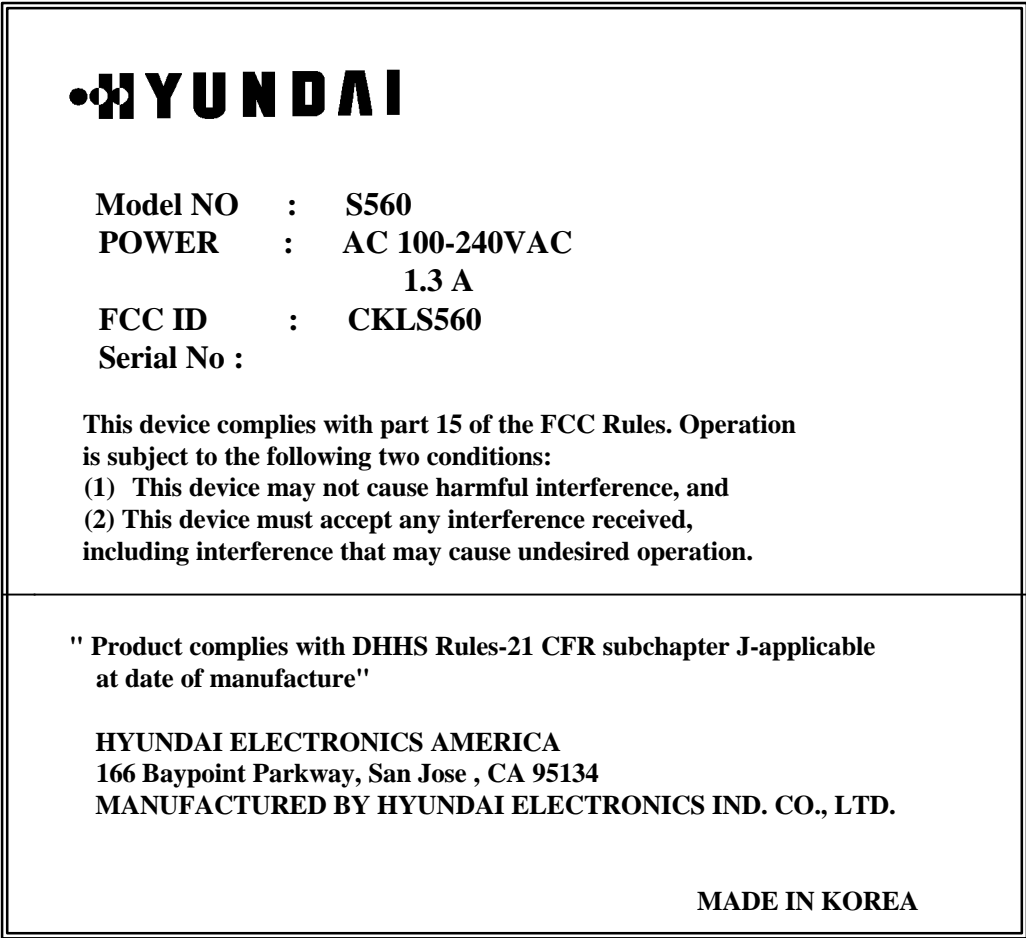 HYUNDAI
Model NO : S560
POWER : AC 100-240VAC
1.3 A
FCC ID : CKLS560
Serial No :
This device complies with part 15 of the FCC Rules. Operation
is subject to the following two conditions:
(1) This device may not cause harmful interference, and
(2) This device must accept any interference received,
including interference that may cause undesired operation.
" Product complies with DHHS Rules-21 CFR subchapter J-applicable
at date of manufacture"
HYUNDAI ELECTRONICS AMERICA
166 Baypoint Parkway, San Jose , CA 95134
MANUFACTURED BY HYUNDAI ELECTRONICS IND. CO., LTD.
MADE IN KOREA